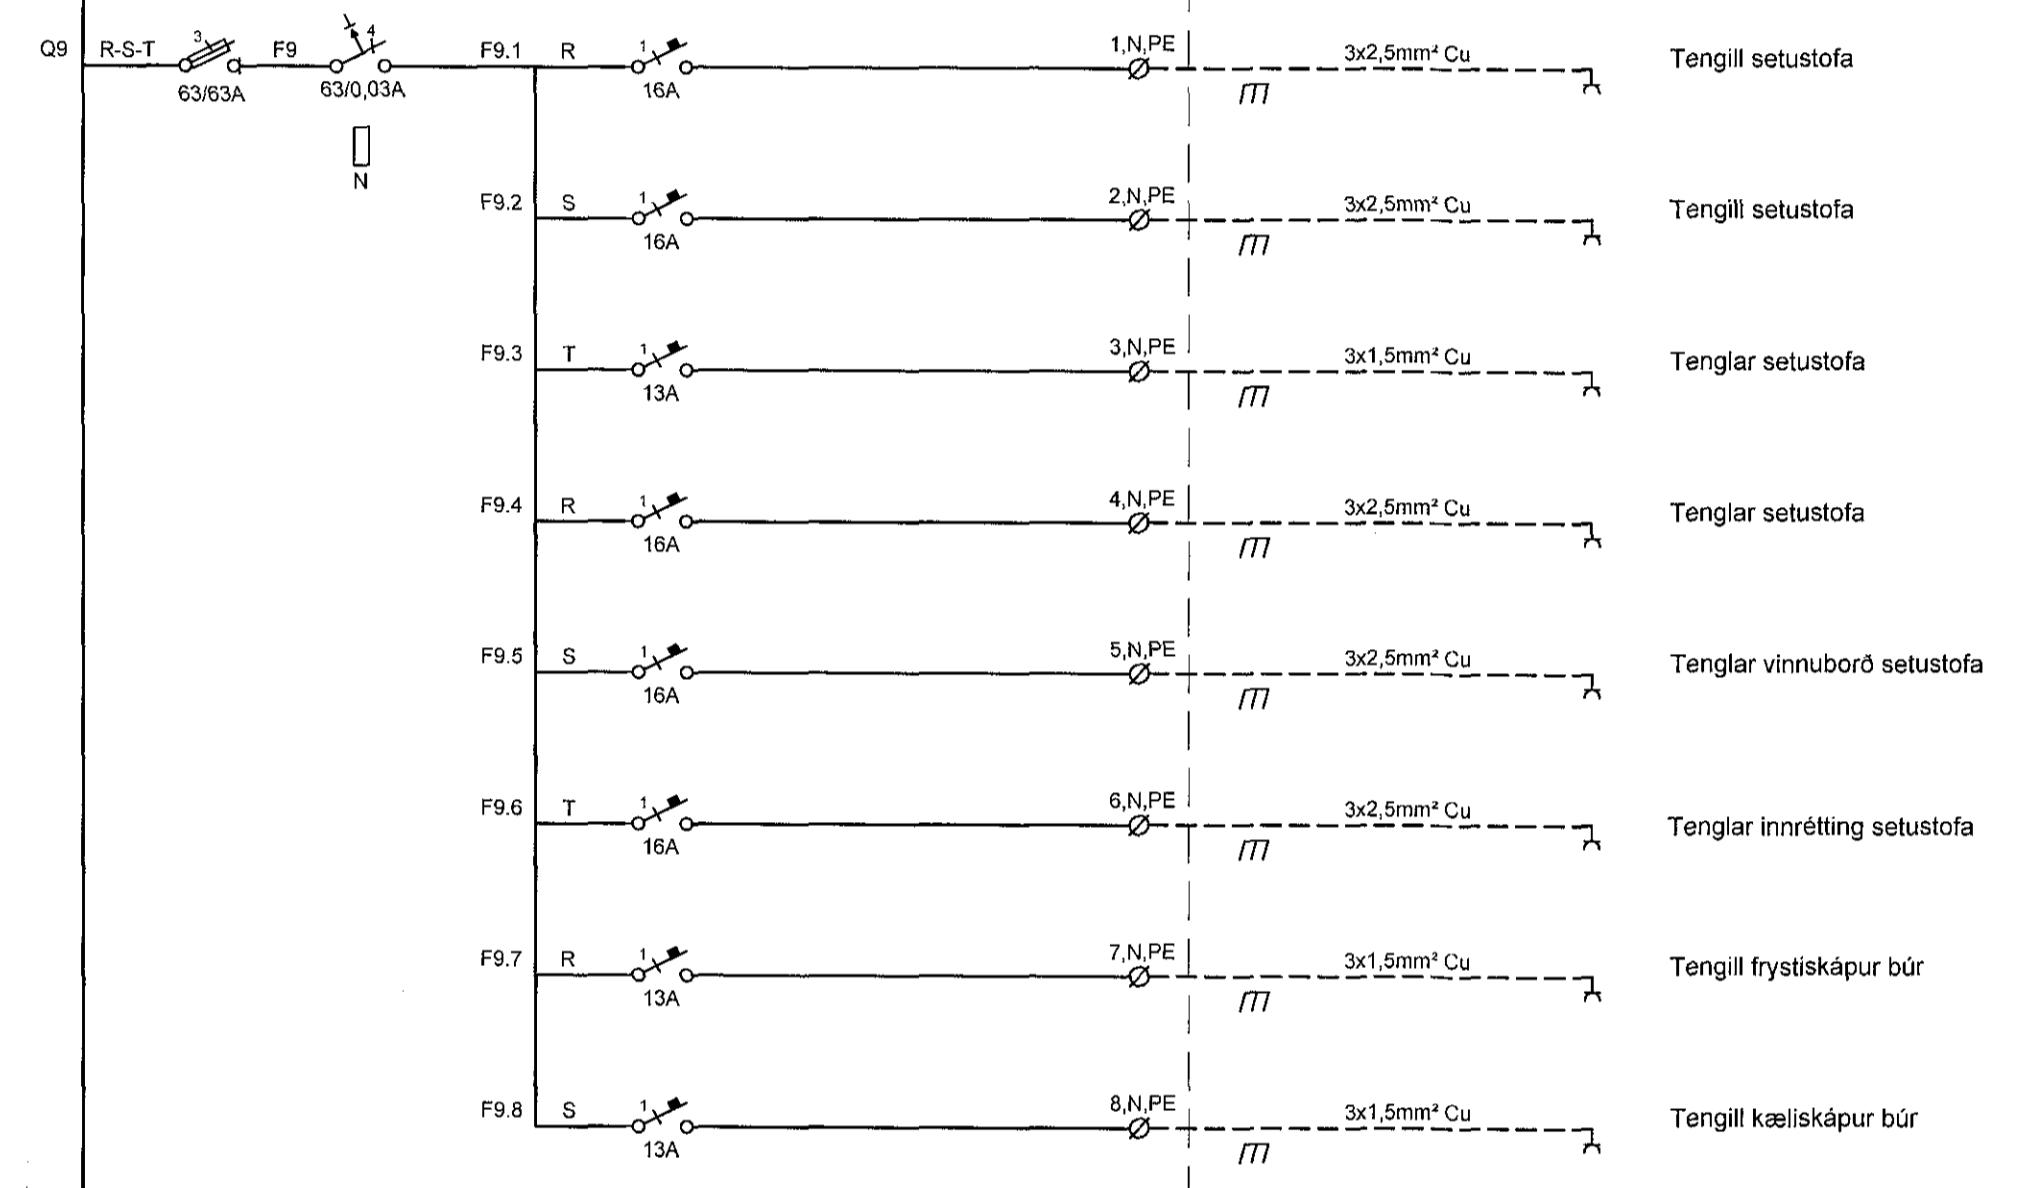 Q9 R-S-T 3 F9 4 F9.1 R 1 1,N,PE 3x2,5mm² Cu Tengill setustofa
63/63A 63/0,03A 16A
N
F9.2 S 1 2,N,PE 3x2,5mm² Cu Tengill setustofa
16A
F9.3 T 1 3,N,PE 3x1,5mm² Cu Tenglar setustofa
13A
F9.4 R 1 4,N,PE 3x2,5mm² Cu Tenglar setustofa
16A
F9.5 S 1 5,N,PE 3x2,5mm² Cu Tenglar vinnuborð setustofa
16A
F9.6 T 1 6,N,PE 3x2,5mm² Cu Tenglar innrétting setustofa
16A
F9.7 R 1 7,N,PE 3x1,5mm² Cu Tengill frystiskápur búr
13A
F9.8 S 1 8,N,PE 3x1,5mm² Cu Tengill kæliskápur búr
13A